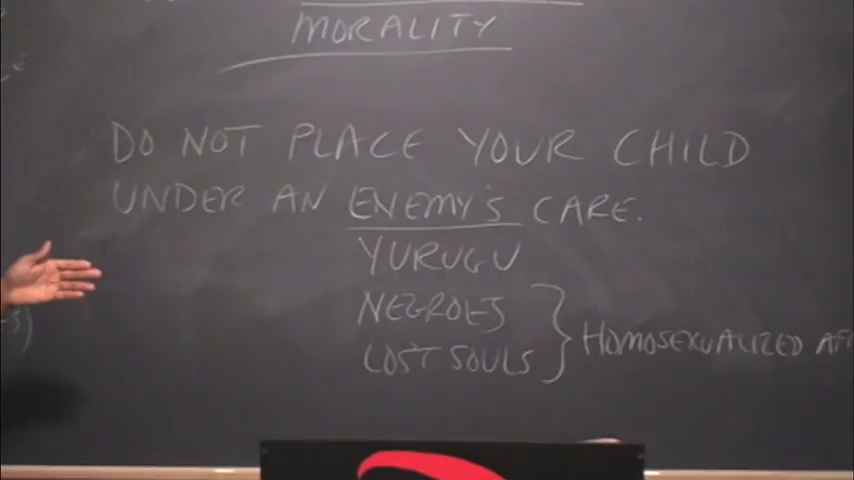 MORALITY
DO NOT PLACE YOUR CHILD
UNDER AN ENEMY'S CARE.
YURUGU
NEGROES
LOST SOULS
HOMOSEXUALIZED